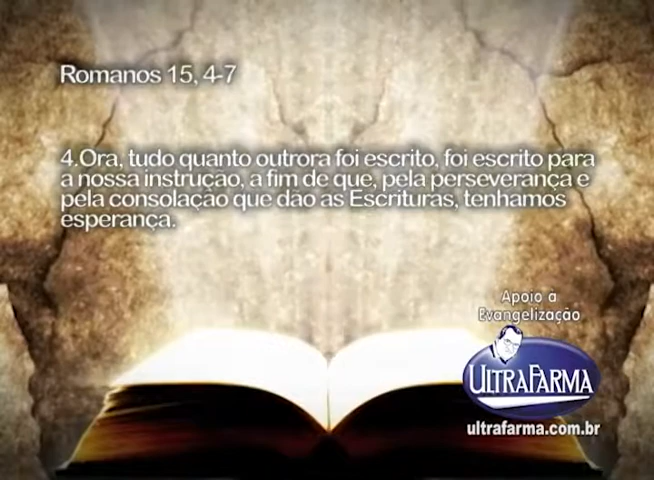 Romanos 15, 4-7
4.Ora, tudo quanto outrora foi escrito, foi escrito para
a nossa instrução, a fim de que, pela perseverança e
pela consolação que dão as Escrituras, tenhamos
esperança.
Apoio à
Evangelização
ULTRAFARMA
ultrafarma.com.br